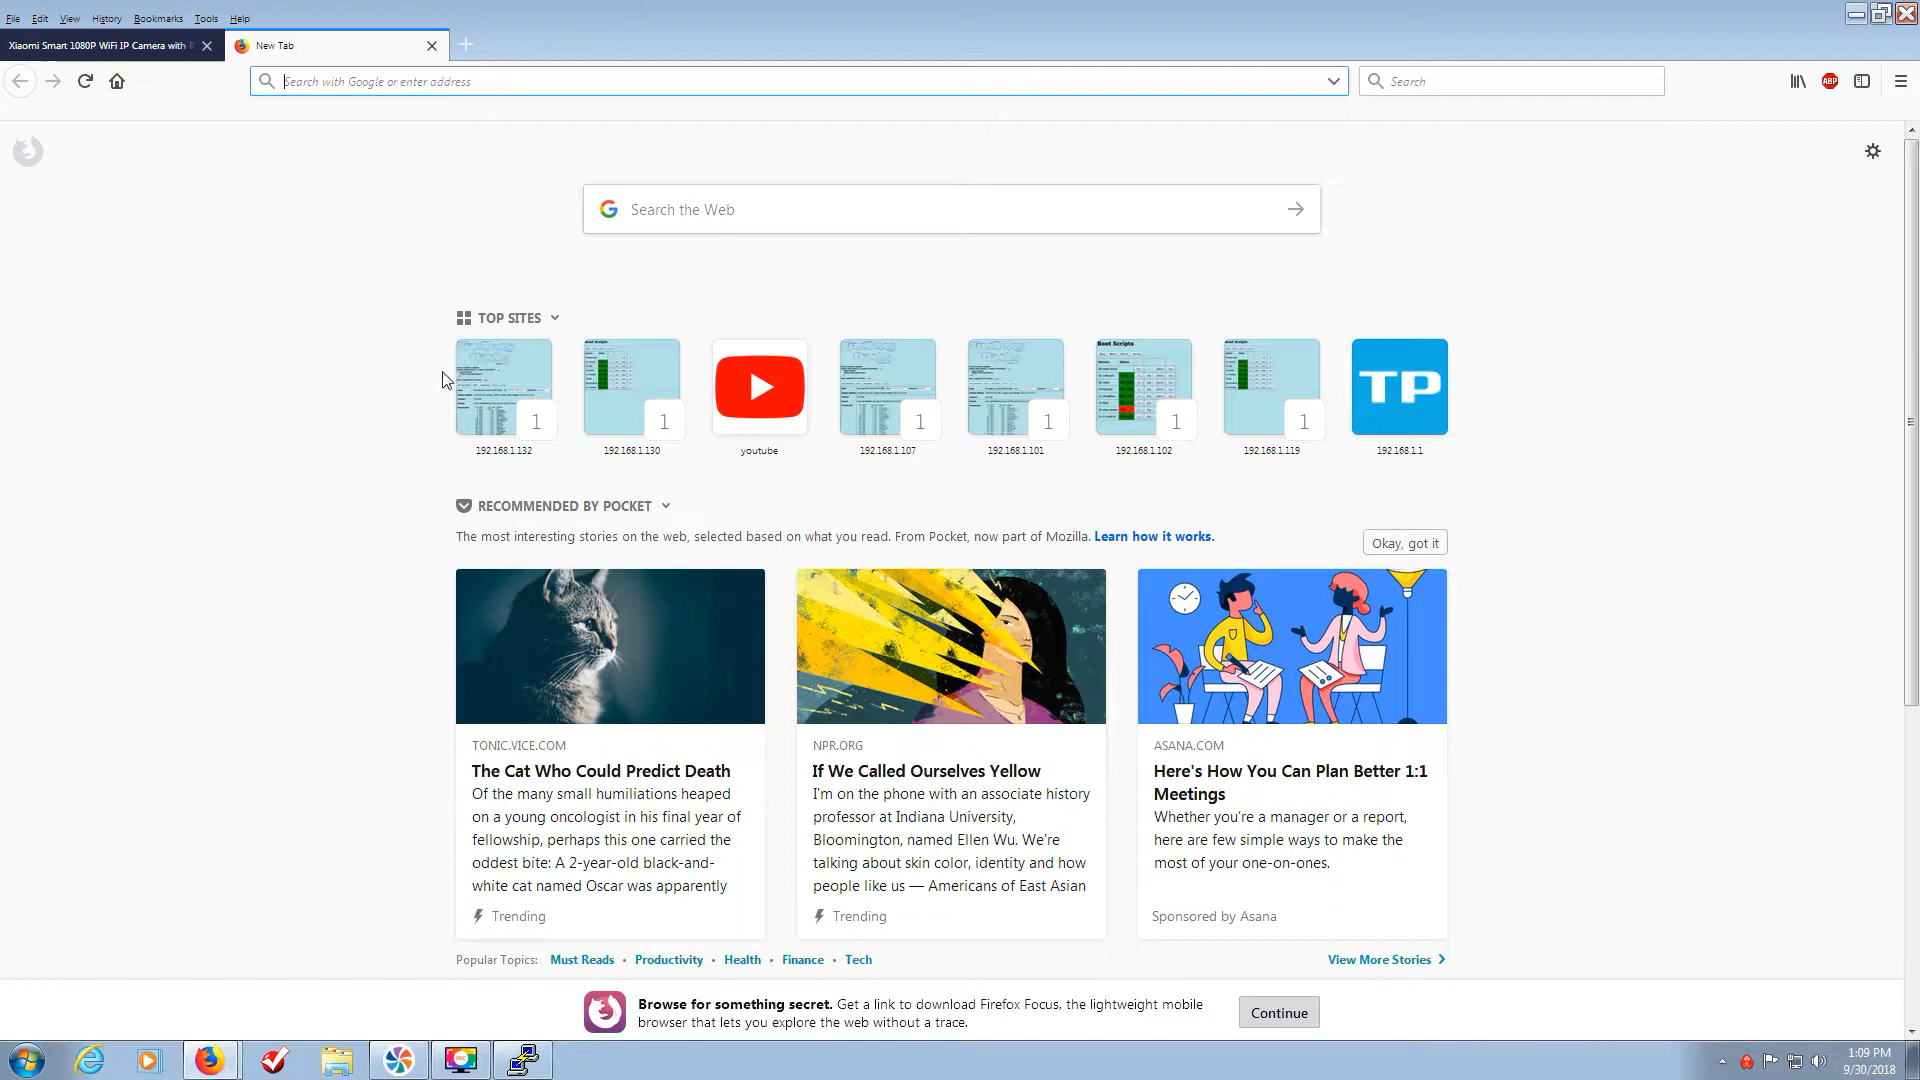 File Edit View History Bookmarks Tools Help
Xiaomi Smart 1080P WiFi IP Camera with R
New Tab
Search with Google or enter address
Search
ABP
Search the Web
TOP SITES
1 1 1 1 1 1
TP
192.168.1.132 192.168.1.130 youtube 192.168.1.107 192.168.1.101 192.168.1.102 192.168.1.119 192.168.1.1
Boot Scripts
RECOMMENDED BY POCKET
The most interesting stories on the web, selected based on what you read. From Pocket, now part of Mozilla. Learn how it works.
Okay, got it
TONIC.VICE.COM
The Cat Who Could Predict Death
Of the many small humiliations heaped
on a young oncologist in his final year of
fellowship, perhaps this one carried the
oddest bite: A 2-year-old black-and-
white cat named Oscar was apparently
Trending
NPR.ORG
If We Called Ourselves Yellow
I'm on the phone with an associate history
professor at Indiana University,
Bloomington, named Ellen Wu. We're
talking about skin color, identity and how
people like us — Americans of East Asian
Trending
ASANA.COM
Here's How You Can Plan Better 1:1
Meetings
Whether you're a manager or a report,
here are few simple ways to make the
most of your one-on-ones.
Sponsored by Asana
Popular Topics: Must Reads • Productivity • Health • Finance • Tech
View More Stories
Browse for something secret. Get a link to download Firefox Focus, the lightweight mobile
browser that lets you explore the web without a trace.
Continue
REC
1:09 PM
9/30/2018